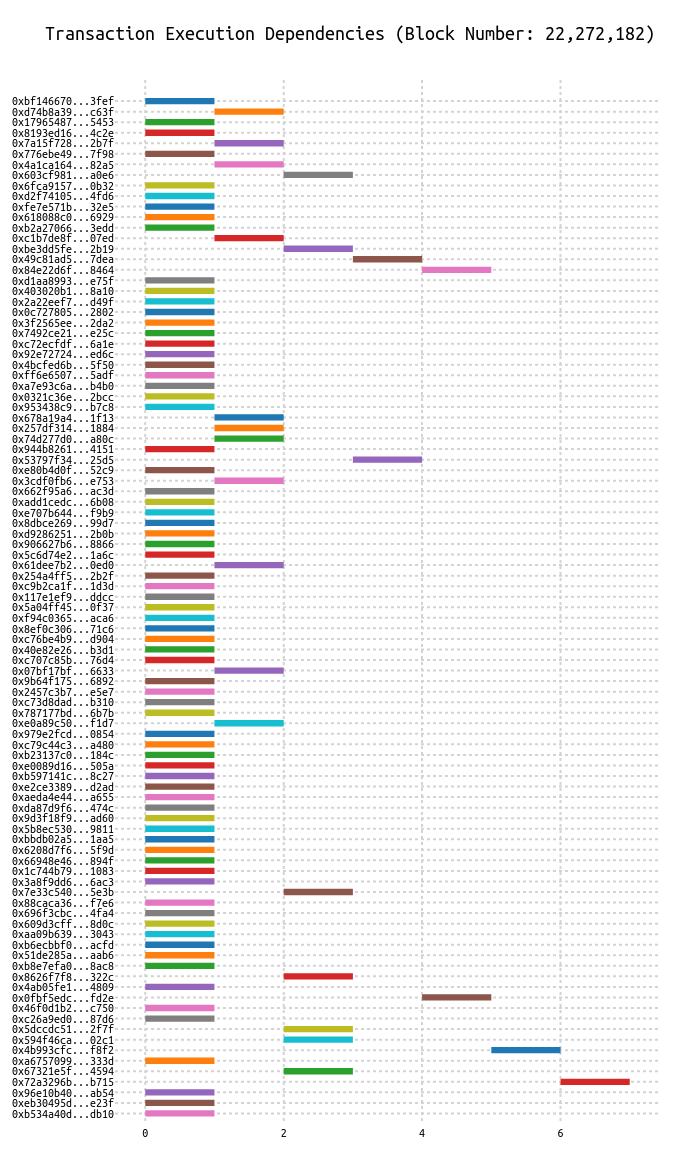 Transaction Execution Dependencies (Block Number: 22,272,182)
0xbf146670...3fef
0xd74b8a39...c63f
0x17965487...5453
0x8193ed16...4c2e
0x7a15f728...2b7f
0x776ebe49...7f98
0x4a1ca164...82a5
0x603cf981...a0e6
0x6fca9157...0b32
0xd2f74105...4fd6
0xfe7e571b...32e5
0x618088c0...6929
0xb2a27066...3edd
0xc1b7de8f...07ed
0xbe3dd5fe...2b19
0x49c81ad5...7dea
0x84e22d6f...8464
0xd1aa8993...e75f
0x403020b1...8a10
0x2a22eef7...d49f
0x0c727805...2802
0x3f2565ee...2da2
0x7492ce21...e25c
0xc72ecfdf...6a1e
0x92e72724...ed6c
0x4bcfed6b...5f50
0xff6e6507...5adf
0xa7e93c6a...b4b0
0x0321c36e...2bcc
0x953438c9...b7c8
0x678a19a4...1f13
0x257df314...1884
0x74d277d0...a80c
0x944b8261...4151
0x53797f34...25d5
0xe80b4d0f...52c9
0x3cdf0fb6...e753
0x662f95a6...ac3d
0xadd1cedc...6b08
0xe707b644...f9b9
0x8dbce269...99d7
0xd9286251...2b0b
0x906627b6...8866
0x5c6d74e2...1a6c
0x61dee7b2...0ed0
0x254a4ff5...2b2f
0xc9b2ca1f...1d3d
0x117e1ef9...ddcc
0x5a04ff45...0f37
0xf94c0365...aca6
0x8ef0c306...71c6
0xc76be4b9...d904
0x40e82e26...b3d1
0xc707c85b...76d4
0x07bf17bf...6633
0x9b64f175...6892
0x2457c3b7...e5e7
0xc73d8dad...b310
0x787177bd...6b7b
0xe0a89c50...f1d7
0x979e2fcd...0854
0xc79c44c3...a480
0xb23137c0...184c
0xe0089d16...505a
0xb597141c...8c27
0xe2ce3389...d2ad
0xaeda4e44...a655
0xda87d9f6...474c
0x9d3f18f9...ad60
0x5b8ec530...9811
0xbbdb02a5...1aa5
0x6208d7f6...5f9d
0x66948e46...894f
0x1c744b79...1083
0x3a8f9dd6...6ac3
0x7e33c540...5e3b
0x88caca36...f7e6
0x696f3cbc...4fa4
0x609d3cff...8d0c
0xaa09b639...3043
0xb6ecbbf0...acfd
0x51de285a...aab6
0xb8e7efa0...8ac8
0x8626f7f8...322c
0x4ab05fe1...4809
0x0fbf5edc...fd2e
0x46f0d1b2...c750
0xc26a9ed0...87d6
0x5dccdc51...2f7f
0x594f46ca...02c1
0x4b993cfc...f8f2
0xa6757099...333d
0x67321e5f...4594
0x72a3296b...b715
0x96e10b40...ab54
0xeb30495d...e23f
0xb534a40d...db10
0 2 4 6